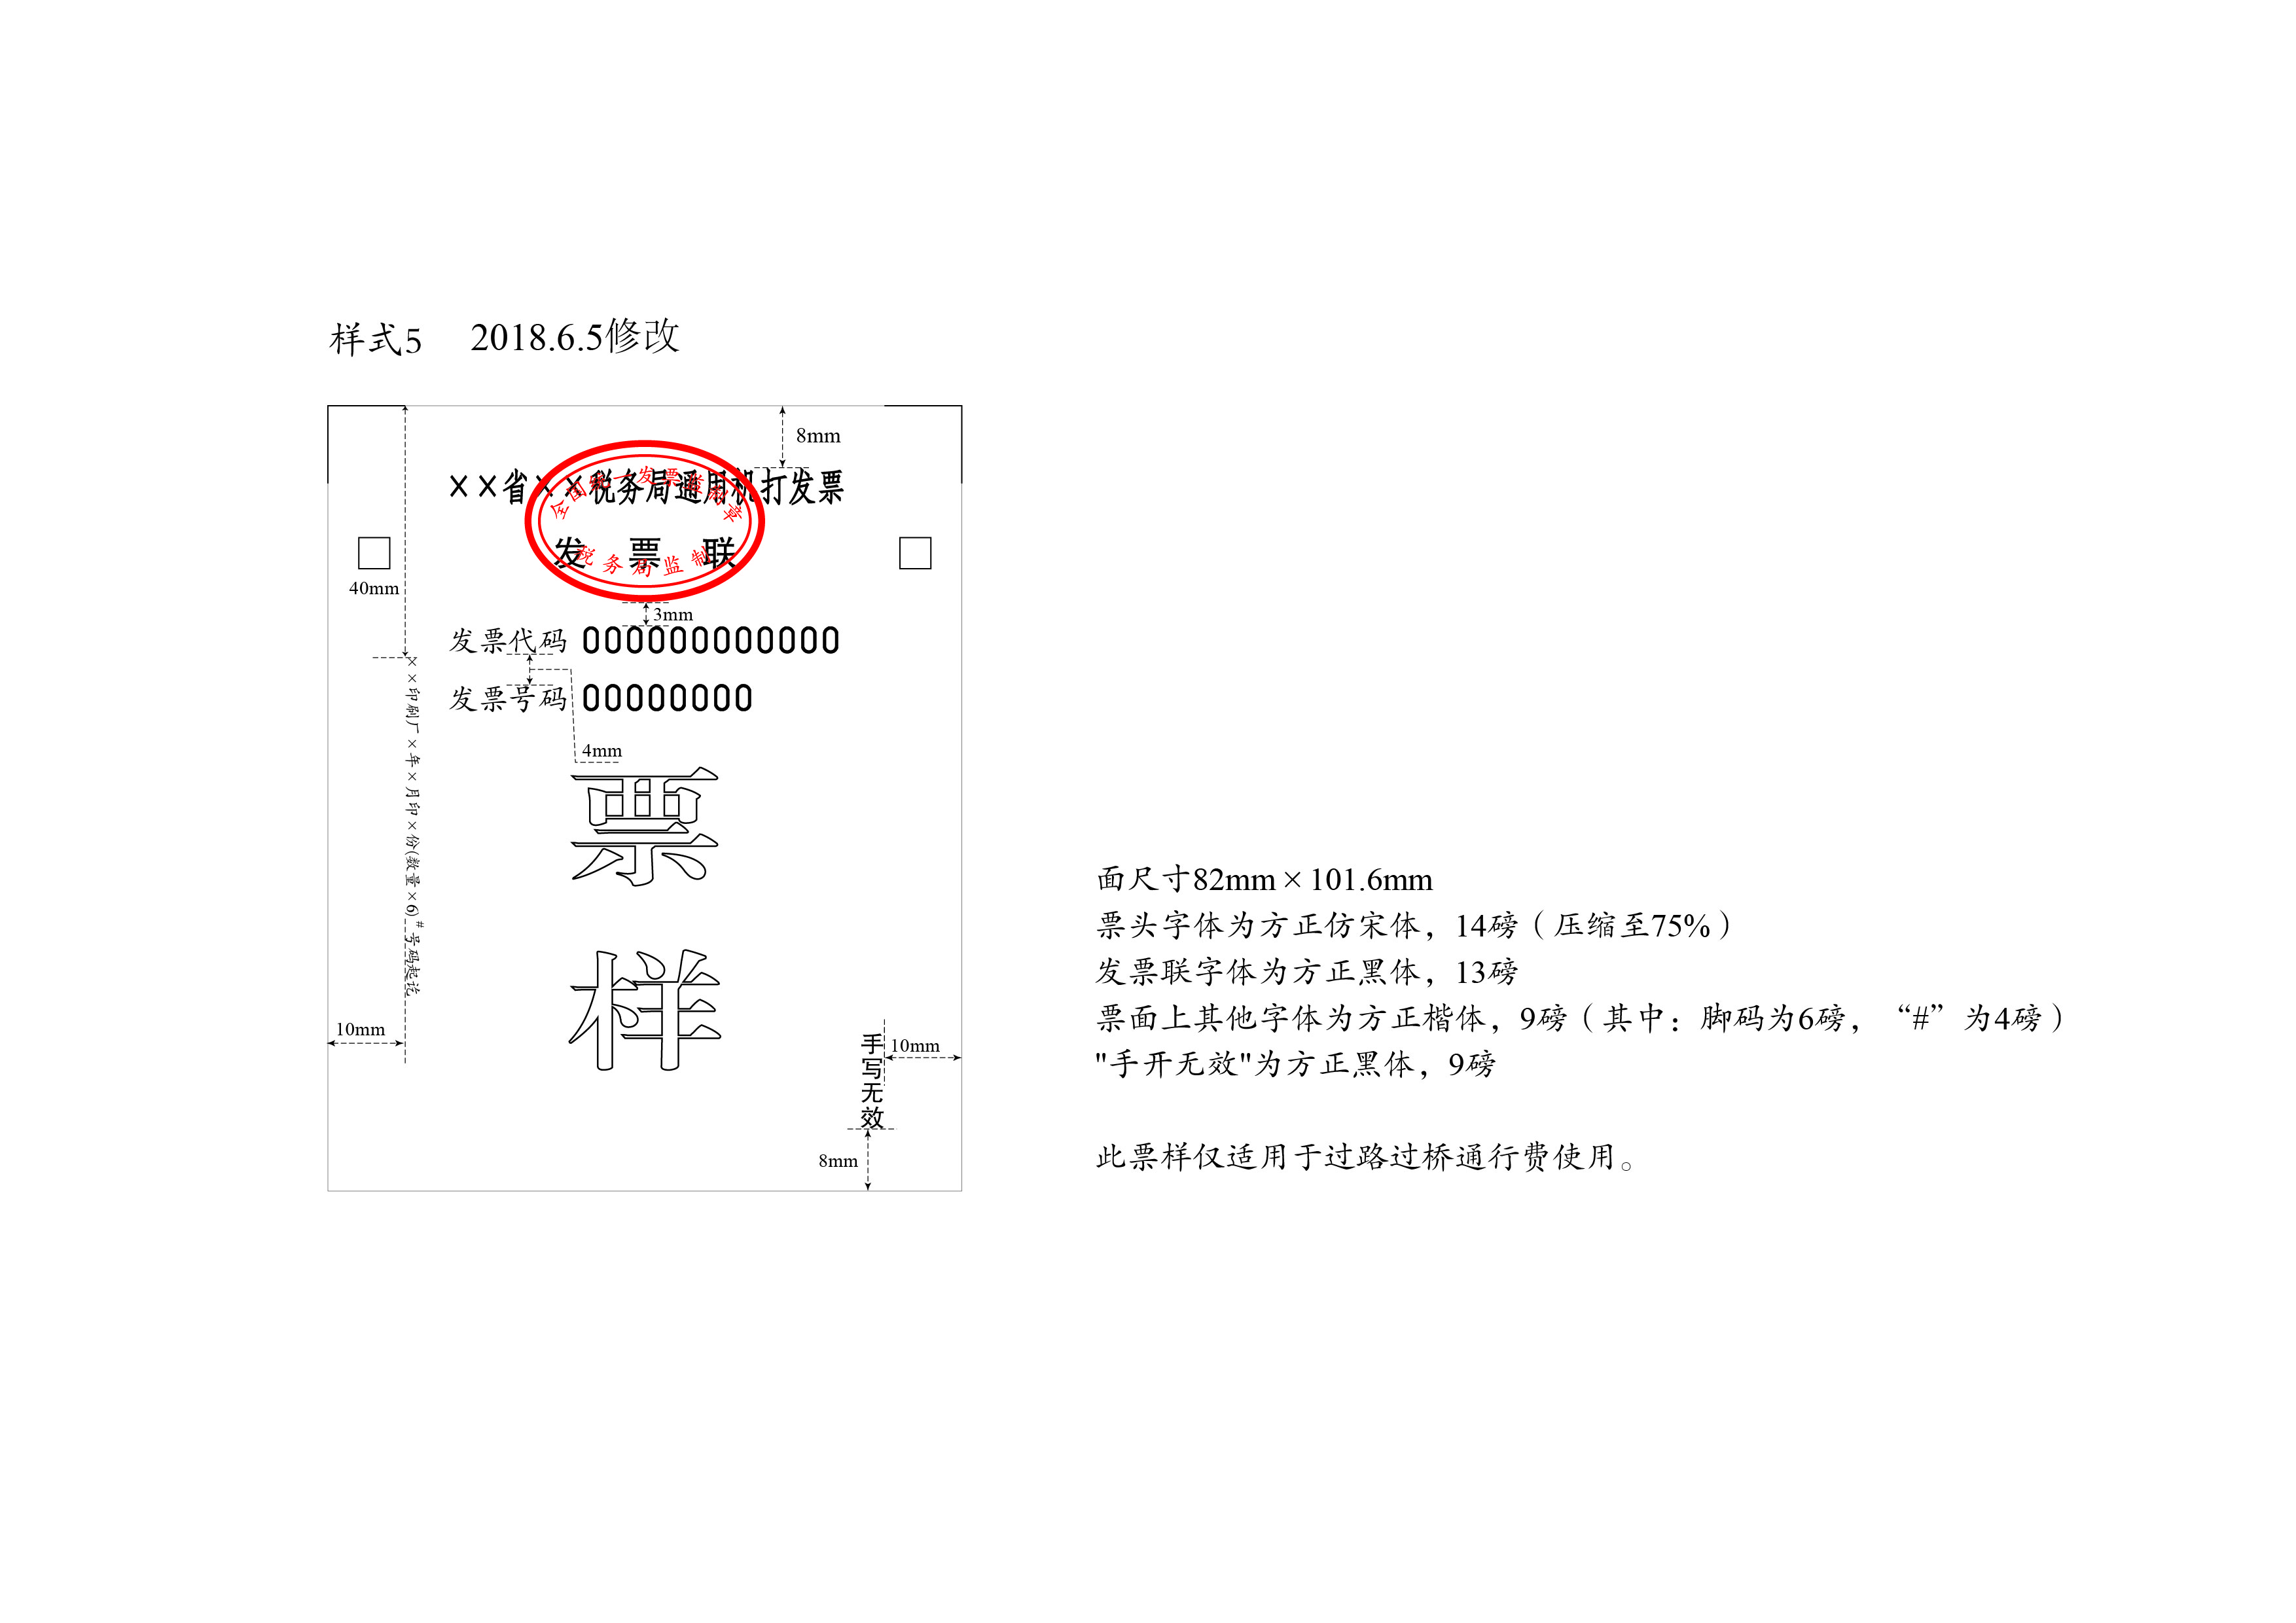 样式5 2018.6.5修改
8mm
××省××税务局通用机打发票
全国统一发票监制章
发票联
税务局监制
40mm
3mm
发票代码 000000000000
发票号码 00000000
4mm
××印刷厂×年×月印×份(数量×6)#号码起讫
票
样
10mm
手写无效
10mm
8mm
面尺寸82mm×101.6mm
票头字体为方正仿宋体，14磅（压缩至75%）
发票联字体为方正黑体，13磅
票面上其他字体为方正楷体，9磅（其中：脚码为6磅，“#”为4磅）
"手开无效"为方正黑体，9磅
此票样仅适用于过路过桥通行费使用。